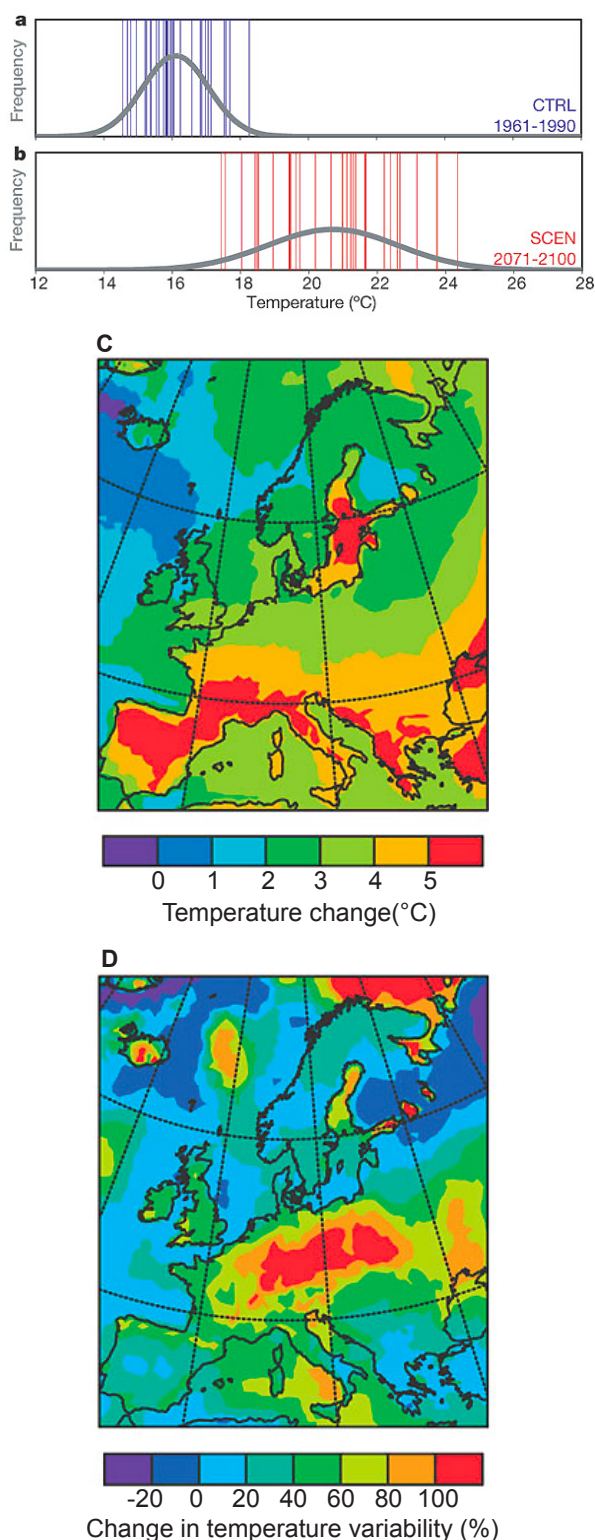 a
Frequency
CTRL
1961-1990
b
Frequency
SCEN
2071-2100
12 14 16 18 20 22 24 26 28
Temperature (ºC)
C
0 1 2 3 4 5
Temperature change(°C)
D
-20 0 20 40 60 80 100
Change in temperature variability (%)